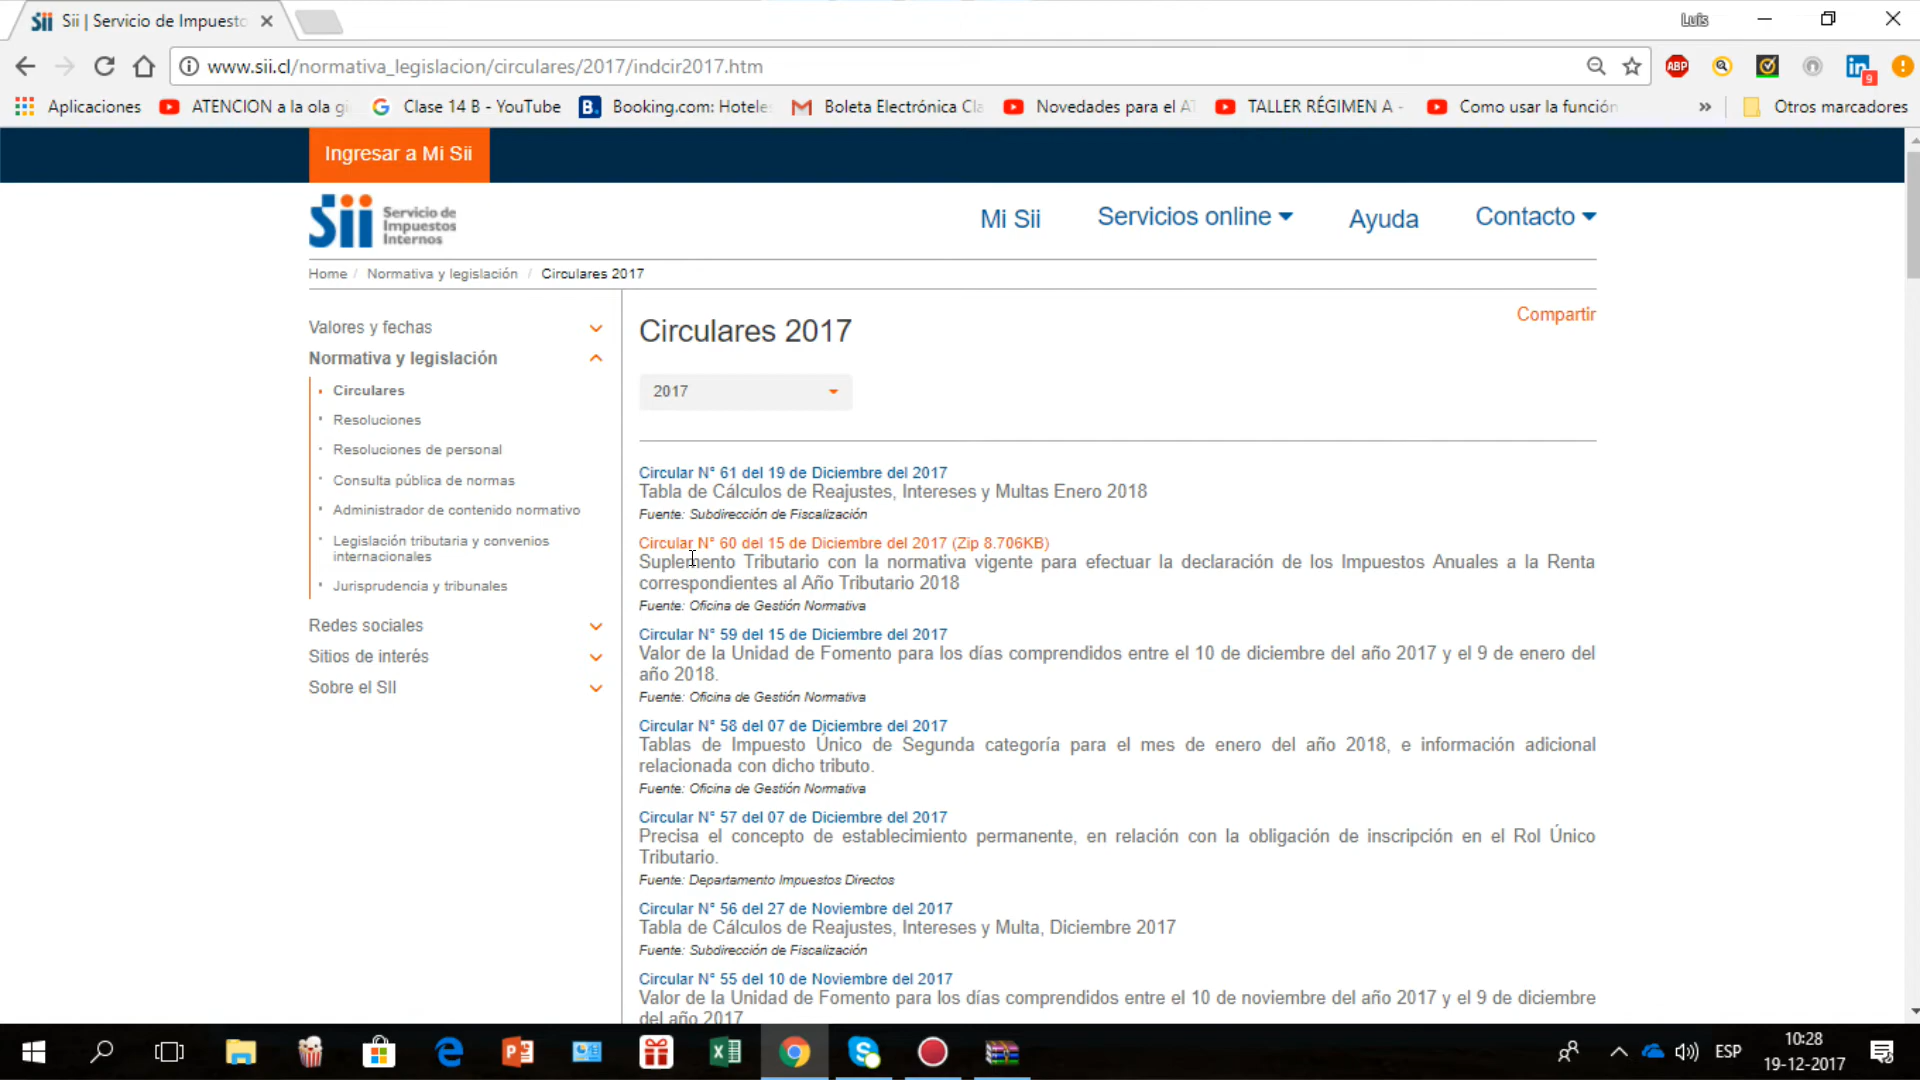 Sii | Servicio de Impuesto
Luis
www.sii.cl/normativa_legislacion/circulares/2017/indcir2017.htm
ABP
in
9
Aplicaciones
ATENCION a la ola gi
Clase 14 B - YouTube
B.
Booking.com: Hoteles
Boleta Electrónica Cla
Novedades para el AT
TALLER RÉGIMEN A -
Como usar la función
»
Otros marcadores
Ingresar a Mi Sii
Sii
Servicio de
Impuestos
Internos
Mi Sii
Servicios online
Ayuda
Contacto
Home / Normativa y legislación / Circulares 2017
Valores y fechas
Normativa y legislación
Circulares
Resoluciones
Resoluciones de personal
Consulta pública de normas
Administrador de contenido normativo
Legislación tributaria y convenios
internacionales
Jurisprudencia y tribunales
Redes sociales
Sitios de interés
Sobre el SII
Compartir
Circulares 2017
2017
Circular N° 61 del 19 de Diciembre del 2017
Tabla de Cálculos de Reajustes, Intereses y Multas Enero 2018
Fuente: Subdirección de Fiscalización
Circular N° 60 del 15 de Diciembre del 2017 (Zip 8.706KB)
Suplemento Tributario con la normativa vigente para efectuar la declaración de los Impuestos Anuales a la Renta
correspondientes al Año Tributario 2018
Fuente: Oficina de Gestión Normativa
Circular N° 59 del 15 de Diciembre del 2017
Valor de la Unidad de Fomento para los días comprendidos entre el 10 de diciembre del año 2017 y el 9 de enero del
año 2018.
Fuente: Oficina de Gestión Normativa
Circular N° 58 del 07 de Diciembre del 2017
Tablas de Impuesto Único de Segunda categoría para el mes de enero del año 2018, e información adicional
relacionada con dicho tributo.
Fuente: Oficina de Gestión Normativa
Circular N° 57 del 07 de Diciembre del 2017
Precisa el concepto de establecimiento permanente, en relación con la obligación de inscripción en el Rol Único
Tributario.
Fuente: Departamento Impuestos Directos
Circular N° 56 del 27 de Noviembre del 2017
Tabla de Cálculos de Reajustes, Intereses y Multa, Diciembre 2017
Fuente: Subdirección de Fiscalización
Circular N° 55 del 10 de Noviembre del 2017
Valor de la Unidad de Fomento para los días comprendidos entre el 10 de noviembre del año 2017 y el 9 de diciembre
del año 2017
ESP
10:28
19-12-2017